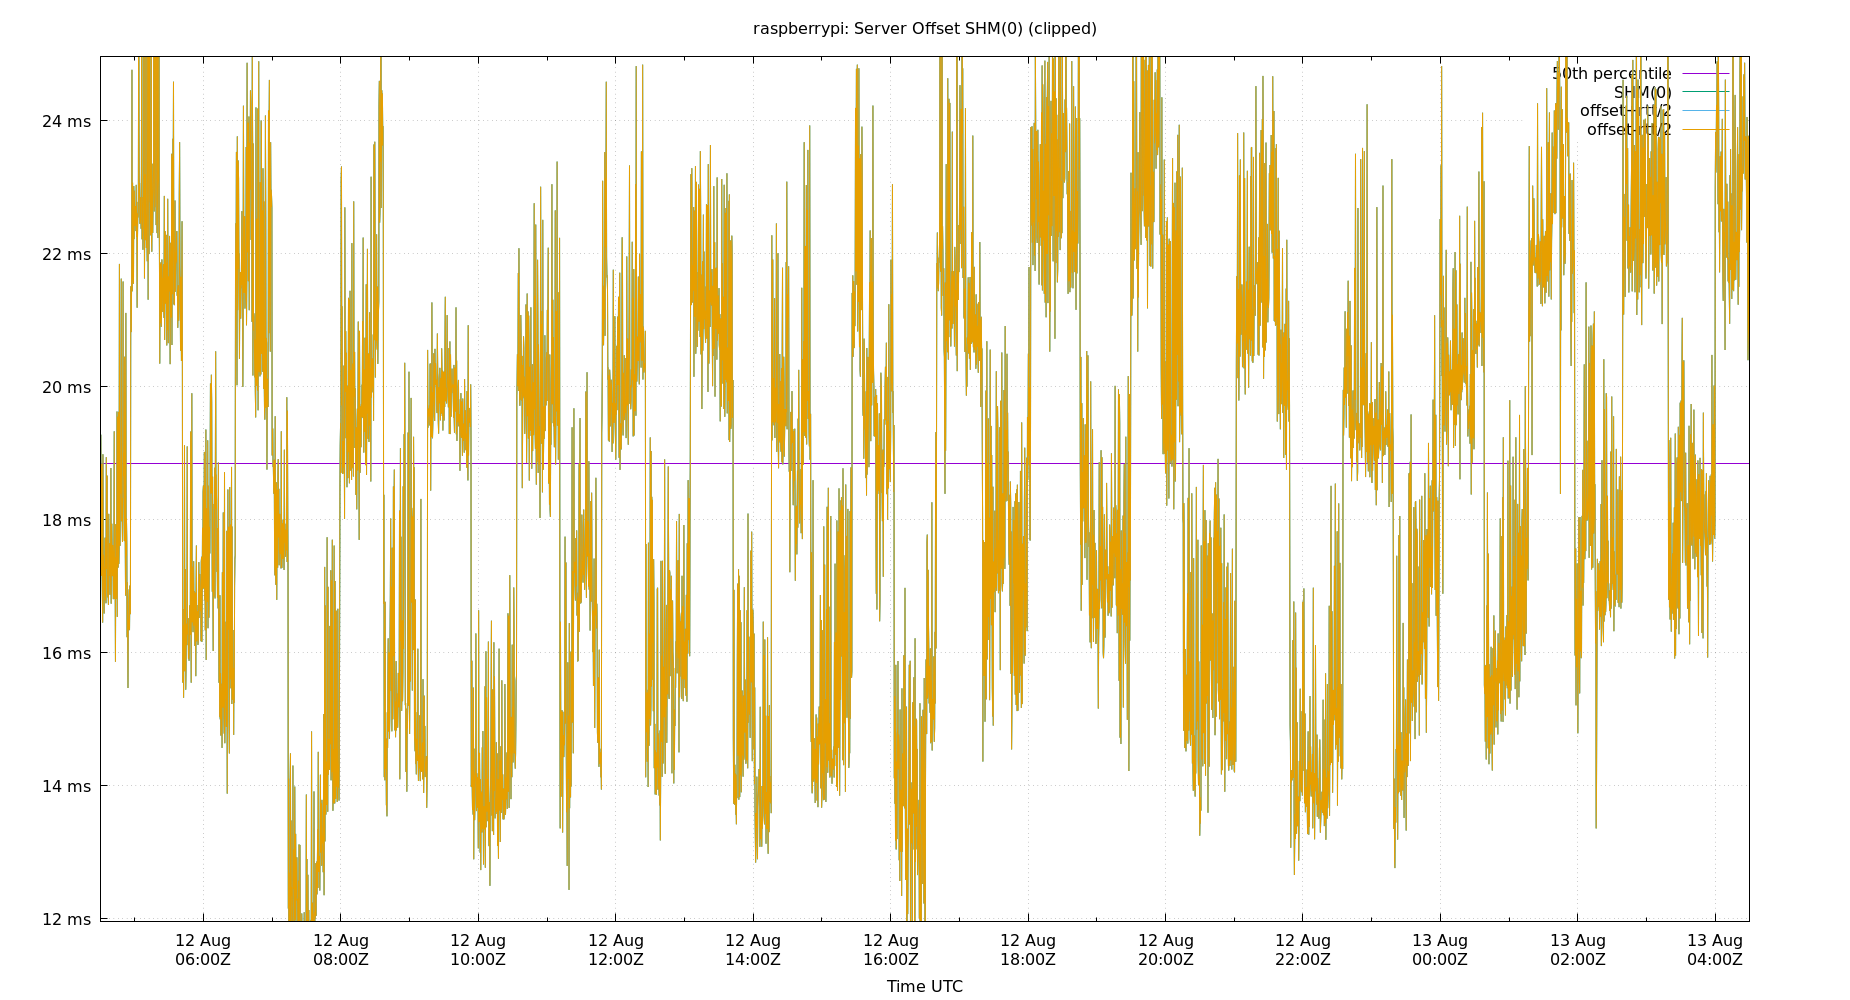 raspberrypi: Server Offset SHM(0) (clipped)
50th percentile
SHM(0)
offset+rtt/2
offset-rtt/2
24 ms
22 ms
20 ms
18 ms
16 ms
14 ms
12 ms
12 Aug 12 Aug 12 Aug 12 Aug 12 Aug 12 Aug 12 Aug 12 Aug 12 Aug 13 Aug 13 Aug 13 Aug
06:00Z 08:00Z 10:00Z 12:00Z 14:00Z 16:00Z 18:00Z 20:00Z 22:00Z 00:00Z 02:00Z 04:00Z
Time UTC